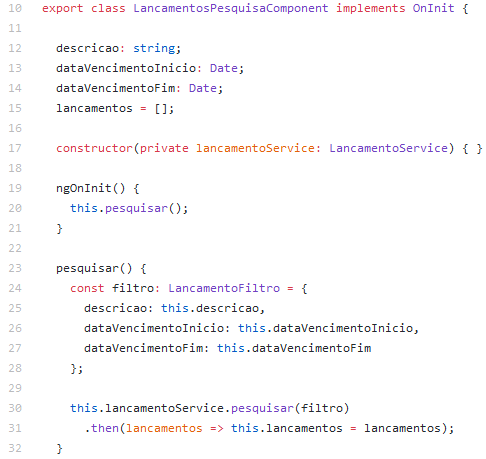 10 export class LancamentosPesquisaComponent implements OnInit {
11
12 descricao: string;
13 dataVencimentoInicio: Date;
14 dataVencimentoFim: Date;
15 lancamentos = [];
16
17 constructor(private lancamentoService: LancamentoService) { }
18
19 ngOnInit() {
20 this.pesquisar();
21 }
22
23 pesquisar() {
24 const filtro: LancamentoFiltro = {
25 descricao: this.descricao,
26 dataVencimentoInicio: this.dataVencimentoInicio,
27 dataVencimentoFim: this.dataVencimentoFim
28 };
29
30 this.lancamentoService.pesquisar(filtro)
31 .then(lancamentos => this.lancamentos = lancamentos);
32 }